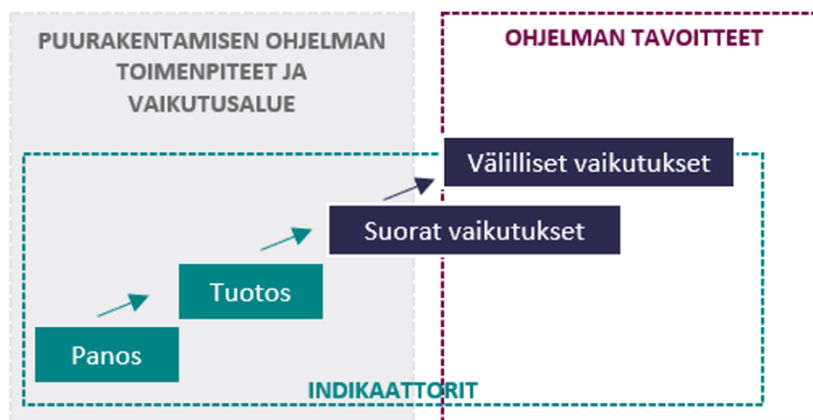 PUURAKENTAMISEN OHJELMAN
TOIMENPITEET JA
VAIKUTUSALUE
OHJELMAN TAVOITTEET
Välilliset vaikutukset
Suorat vaikutukset
Tuotos
Panos
INDIKAATTORIT